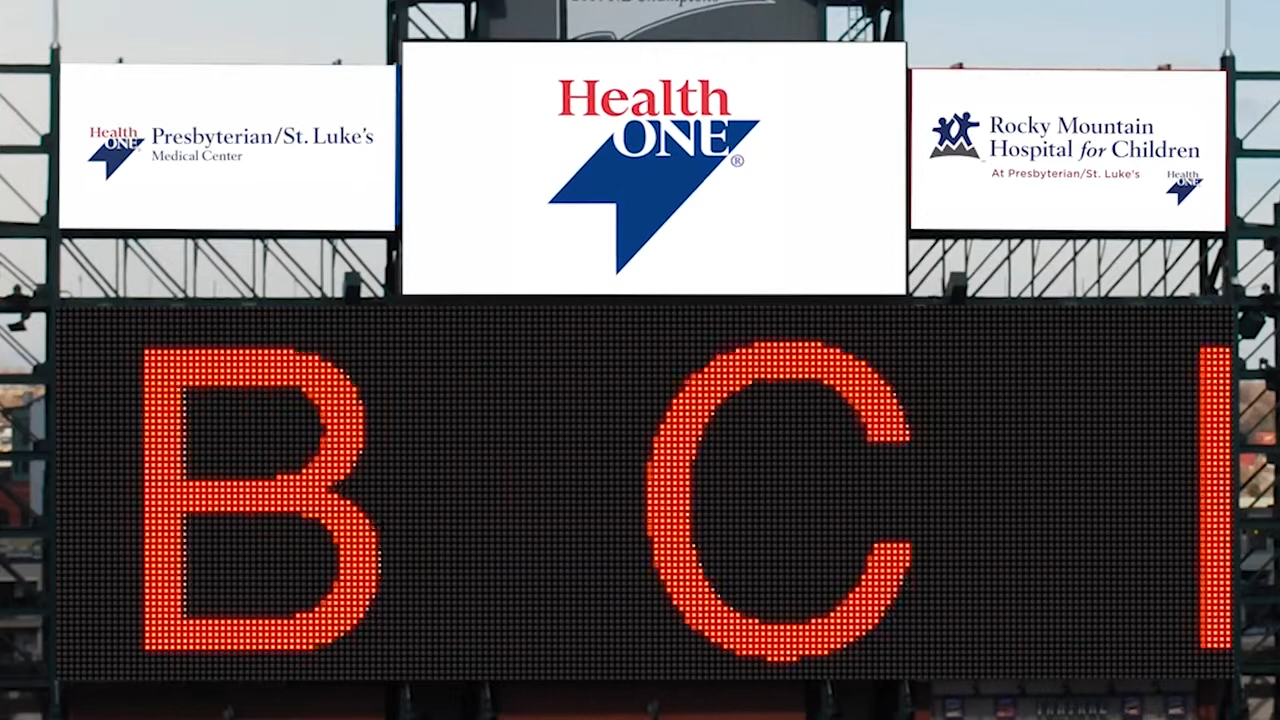 Health
ONE
Presbyterian/St. Luke's
Medical Center
Health
ONE®
Rocky Mountain
Hospital for Children
At Presbyterian/St. Luke's
Health
ONE
B C I